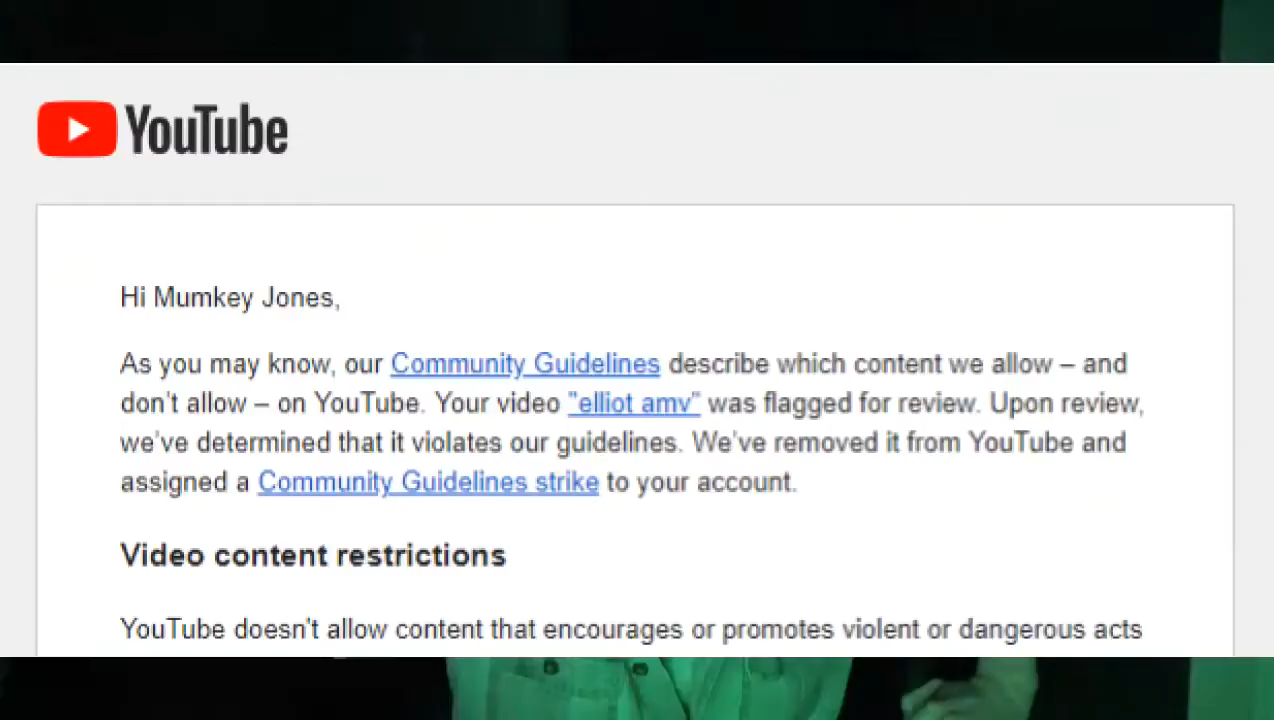 YouTube
Hi Mumkey Jones,
As you may know, our Community Guidelines describe which content we allow – and
don't allow – on YouTube. Your video "elliot amv" was flagged for review. Upon review,
we've determined that it violates our guidelines. We've removed it from YouTube and
assigned a Community Guidelines strike to your account.
Video content restrictions
YouTube doesn't allow content that encourages or promotes violent or dangerous acts